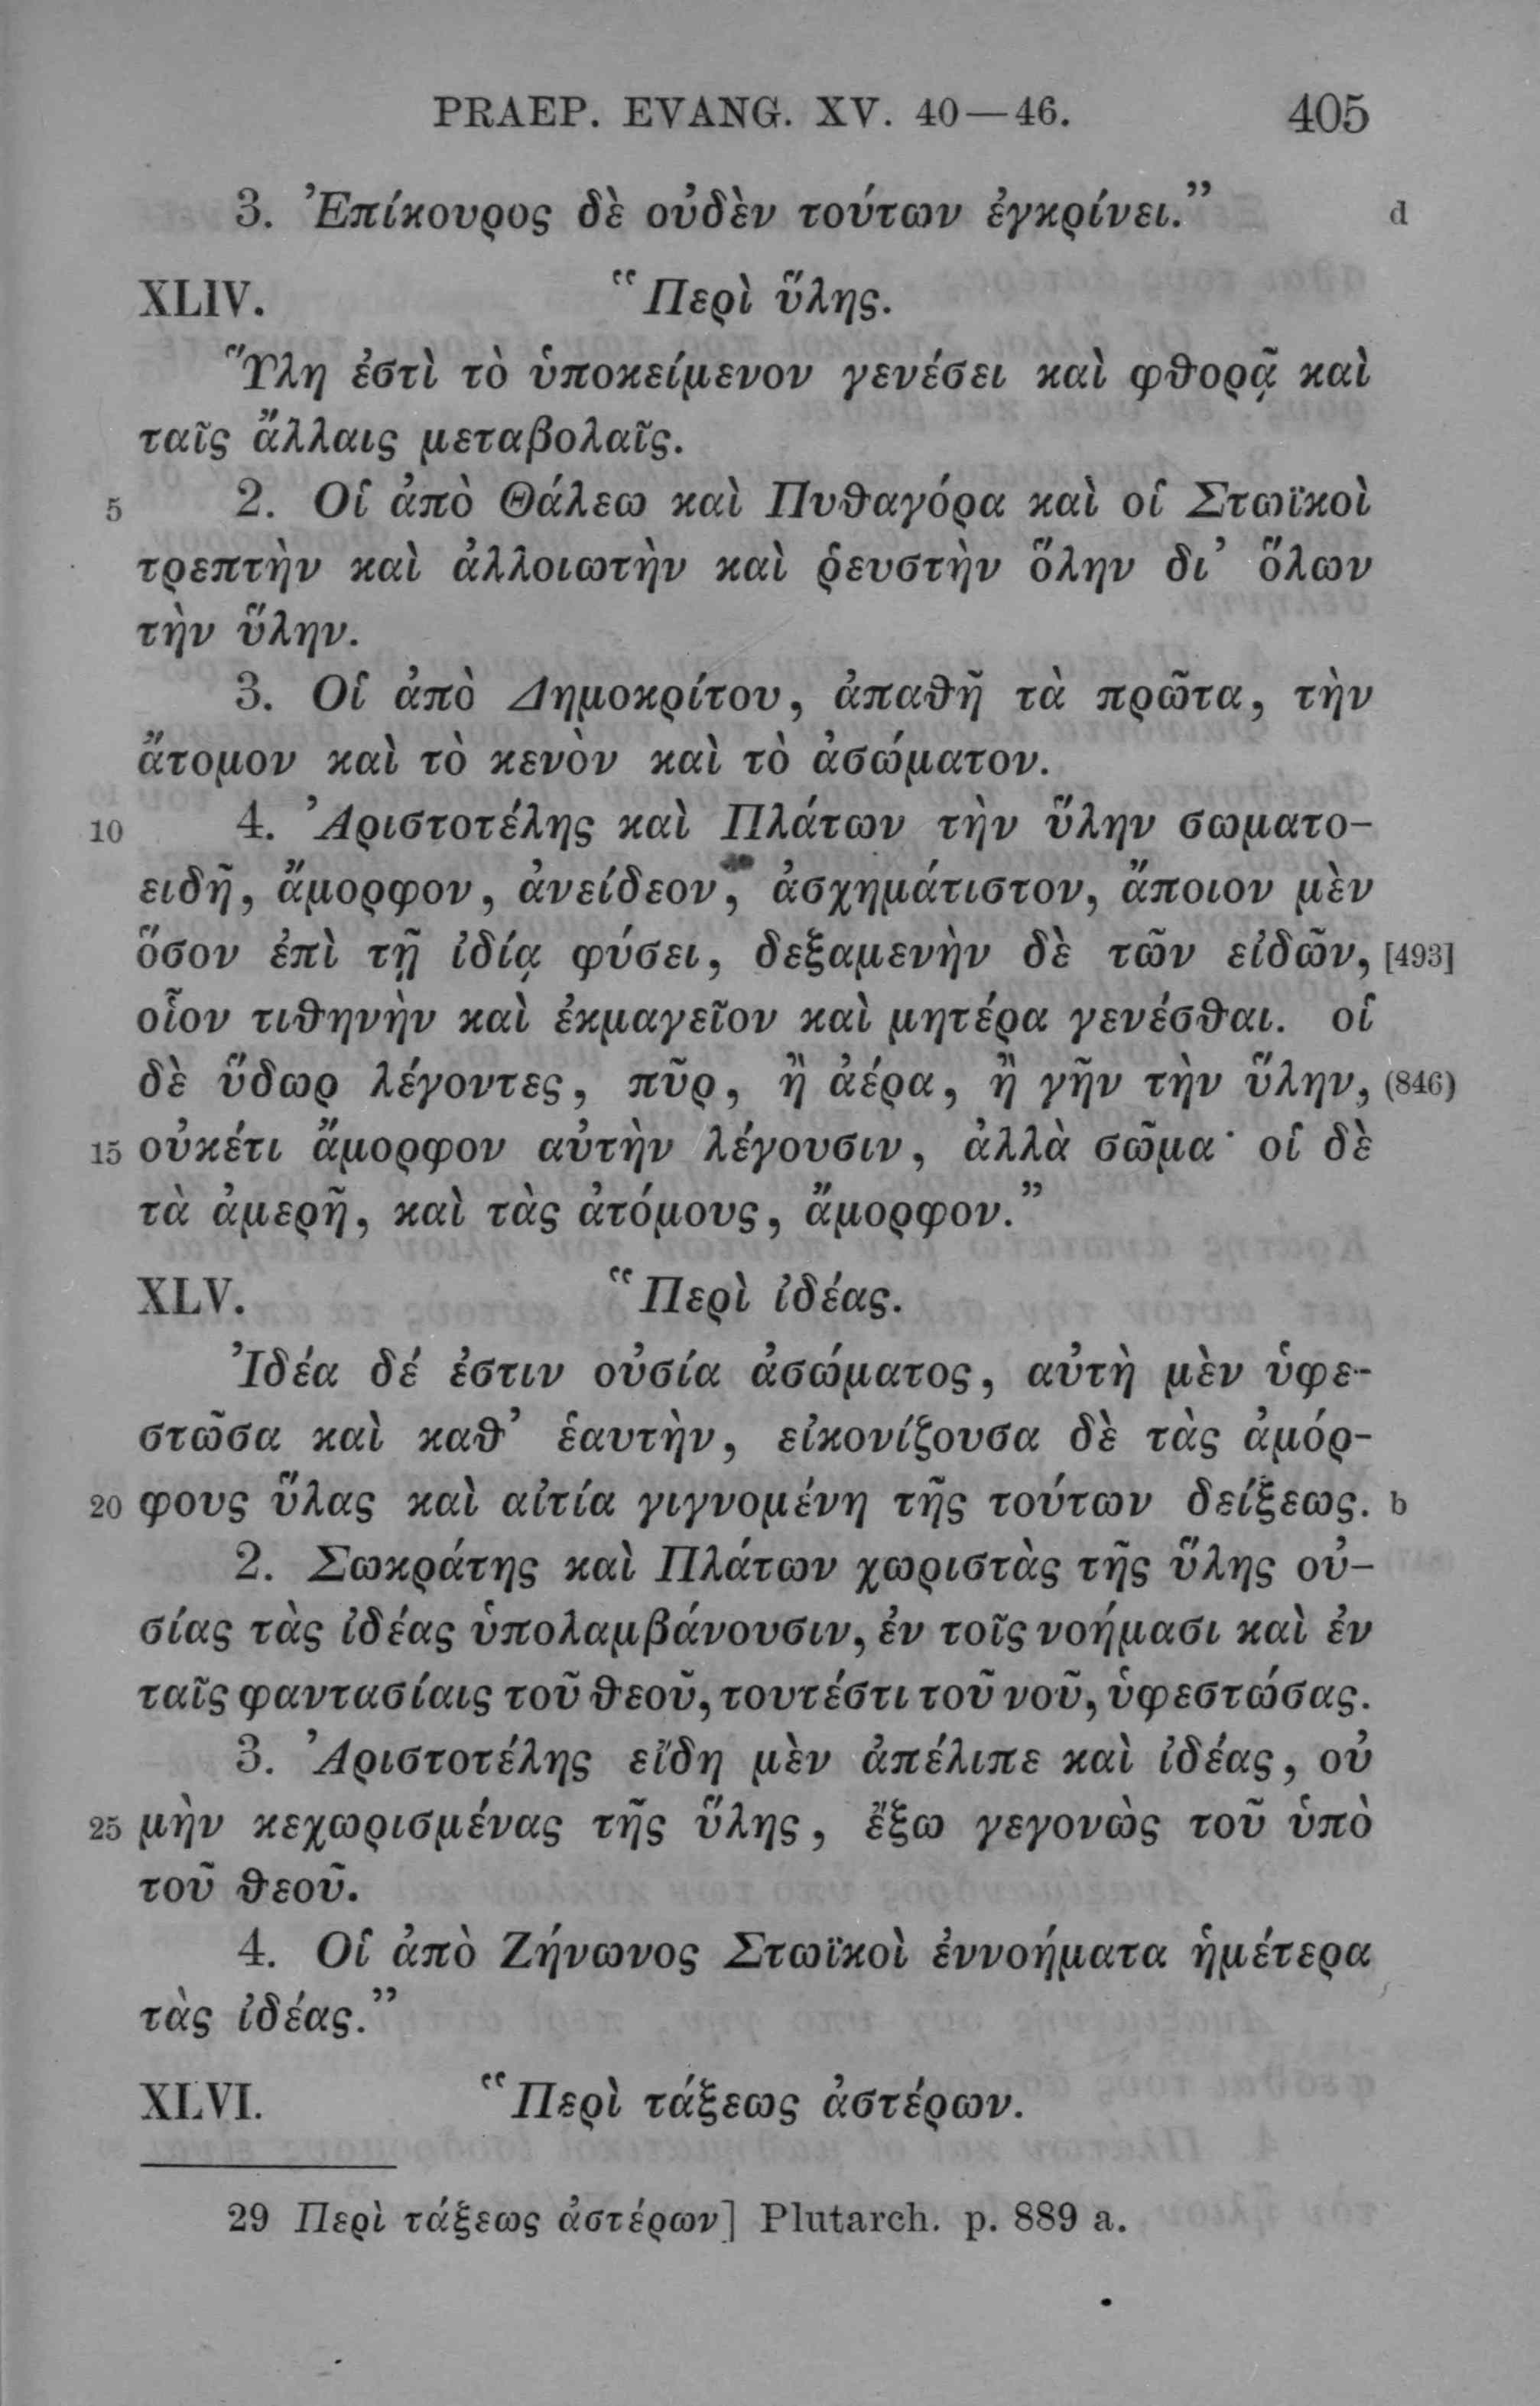 PRAEP. EVANG. XV. 40—46. 405
3. Ἐπίκουρος δὲ οὐδὲν τούτων ἐγκρίνει.” d
XLIV. “Περὶ ὕλης.
Ὕλη ἐστὶ τὸ ὑποκείμενον γενέσει καὶ φθορᾷ καὶ
ταῖς ἄλλαις μεταβολαῖς.
5 2. Οἱ ἀπὸ Θάλεω καὶ Πυθαγόρα καὶ οἱ Στωϊκοὶ
τρεπτὴν καὶ ἀλλοιωτὴν καὶ ῥευστὴν ὅλην δι’ ὅλων
τὴν ὕλην.
3. Οἱ ἀπὸ Δημοκρίτου, ἀπαθῆ τὰ πρῶτα, τὴν
ἄτομον καὶ τὸ κενὸν καὶ τὸ ἀσώματον.
10 4. Ἀριστοτέλης καὶ Πλάτων τὴν ὕλην σωματο-
ειδῆ, ἄμορφον, ἀνείδεον, ἀσχημάτιστον, ἄποιον μὲν
ὅσον ἐπὶ τῇ ἰδίᾳ φύσει, δεξαμενὴν δὲ τῶν εἰδῶν, [493]
οἷον τιθηνὴν καὶ ἐκμαγεῖον καὶ μητέρα γενέσθαι. οἱ
δὲ ὕδωρ λέγοντες, πῦρ, ἢ ἀέρα, ἢ γῆν τὴν ὕλην, (846)
15 οὐκέτι ἄμορφον αὐτὴν λέγουσιν, ἀλλὰ σῶμα· οἱ δὲ
τὰ ἀμερῆ, καὶ τὰς ἀτόμους, ἄμορφον.”
XLV. “Περὶ ἰδέας.
Ἰδέα δέ ἐστιν οὐσία ἀσώματος, αὐτὴ μὲν ὑφε-
στῶσα καὶ καθ’ ἑαυτὴν, εἰκονίζουσα δὲ τὰς ἀμόρ-
20 φους ὕλας καὶ αἰτία γιγνομένη τῆς τούτων δείξεως. b
2. Σωκράτης καὶ Πλάτων χωριστὰς τῆς ὕλης οὐ-
σίας τὰς ἰδέας ὑπολαμβάνουσιν, ἐν τοῖς νοήμασι καὶ ἐν
ταῖς φαντασίαις τοῦ θεοῦ, τουτέστι τοῦ νοῦ, ὑφεστώσας.
3. Ἀριστοτέλης εἴδη μὲν ἀπέλιπε καὶ ἰδέας, οὐ
25 μὴν κεχωρισμένας τῆς ὕλης, ἔξω γεγονὼς τοῦ ὑπὸ
τοῦ θεοῦ.
4. Οἱ ἀπὸ Ζήνωνος Στωϊκοὶ ἐννοήματα ἡμέτερα
τὰς ἰδέας.”
XLVI. “Περὶ τάξεως ἀστέρων.
29 Περὶ τάξεως ἀστέρων] Plutarch. p. 889 a.